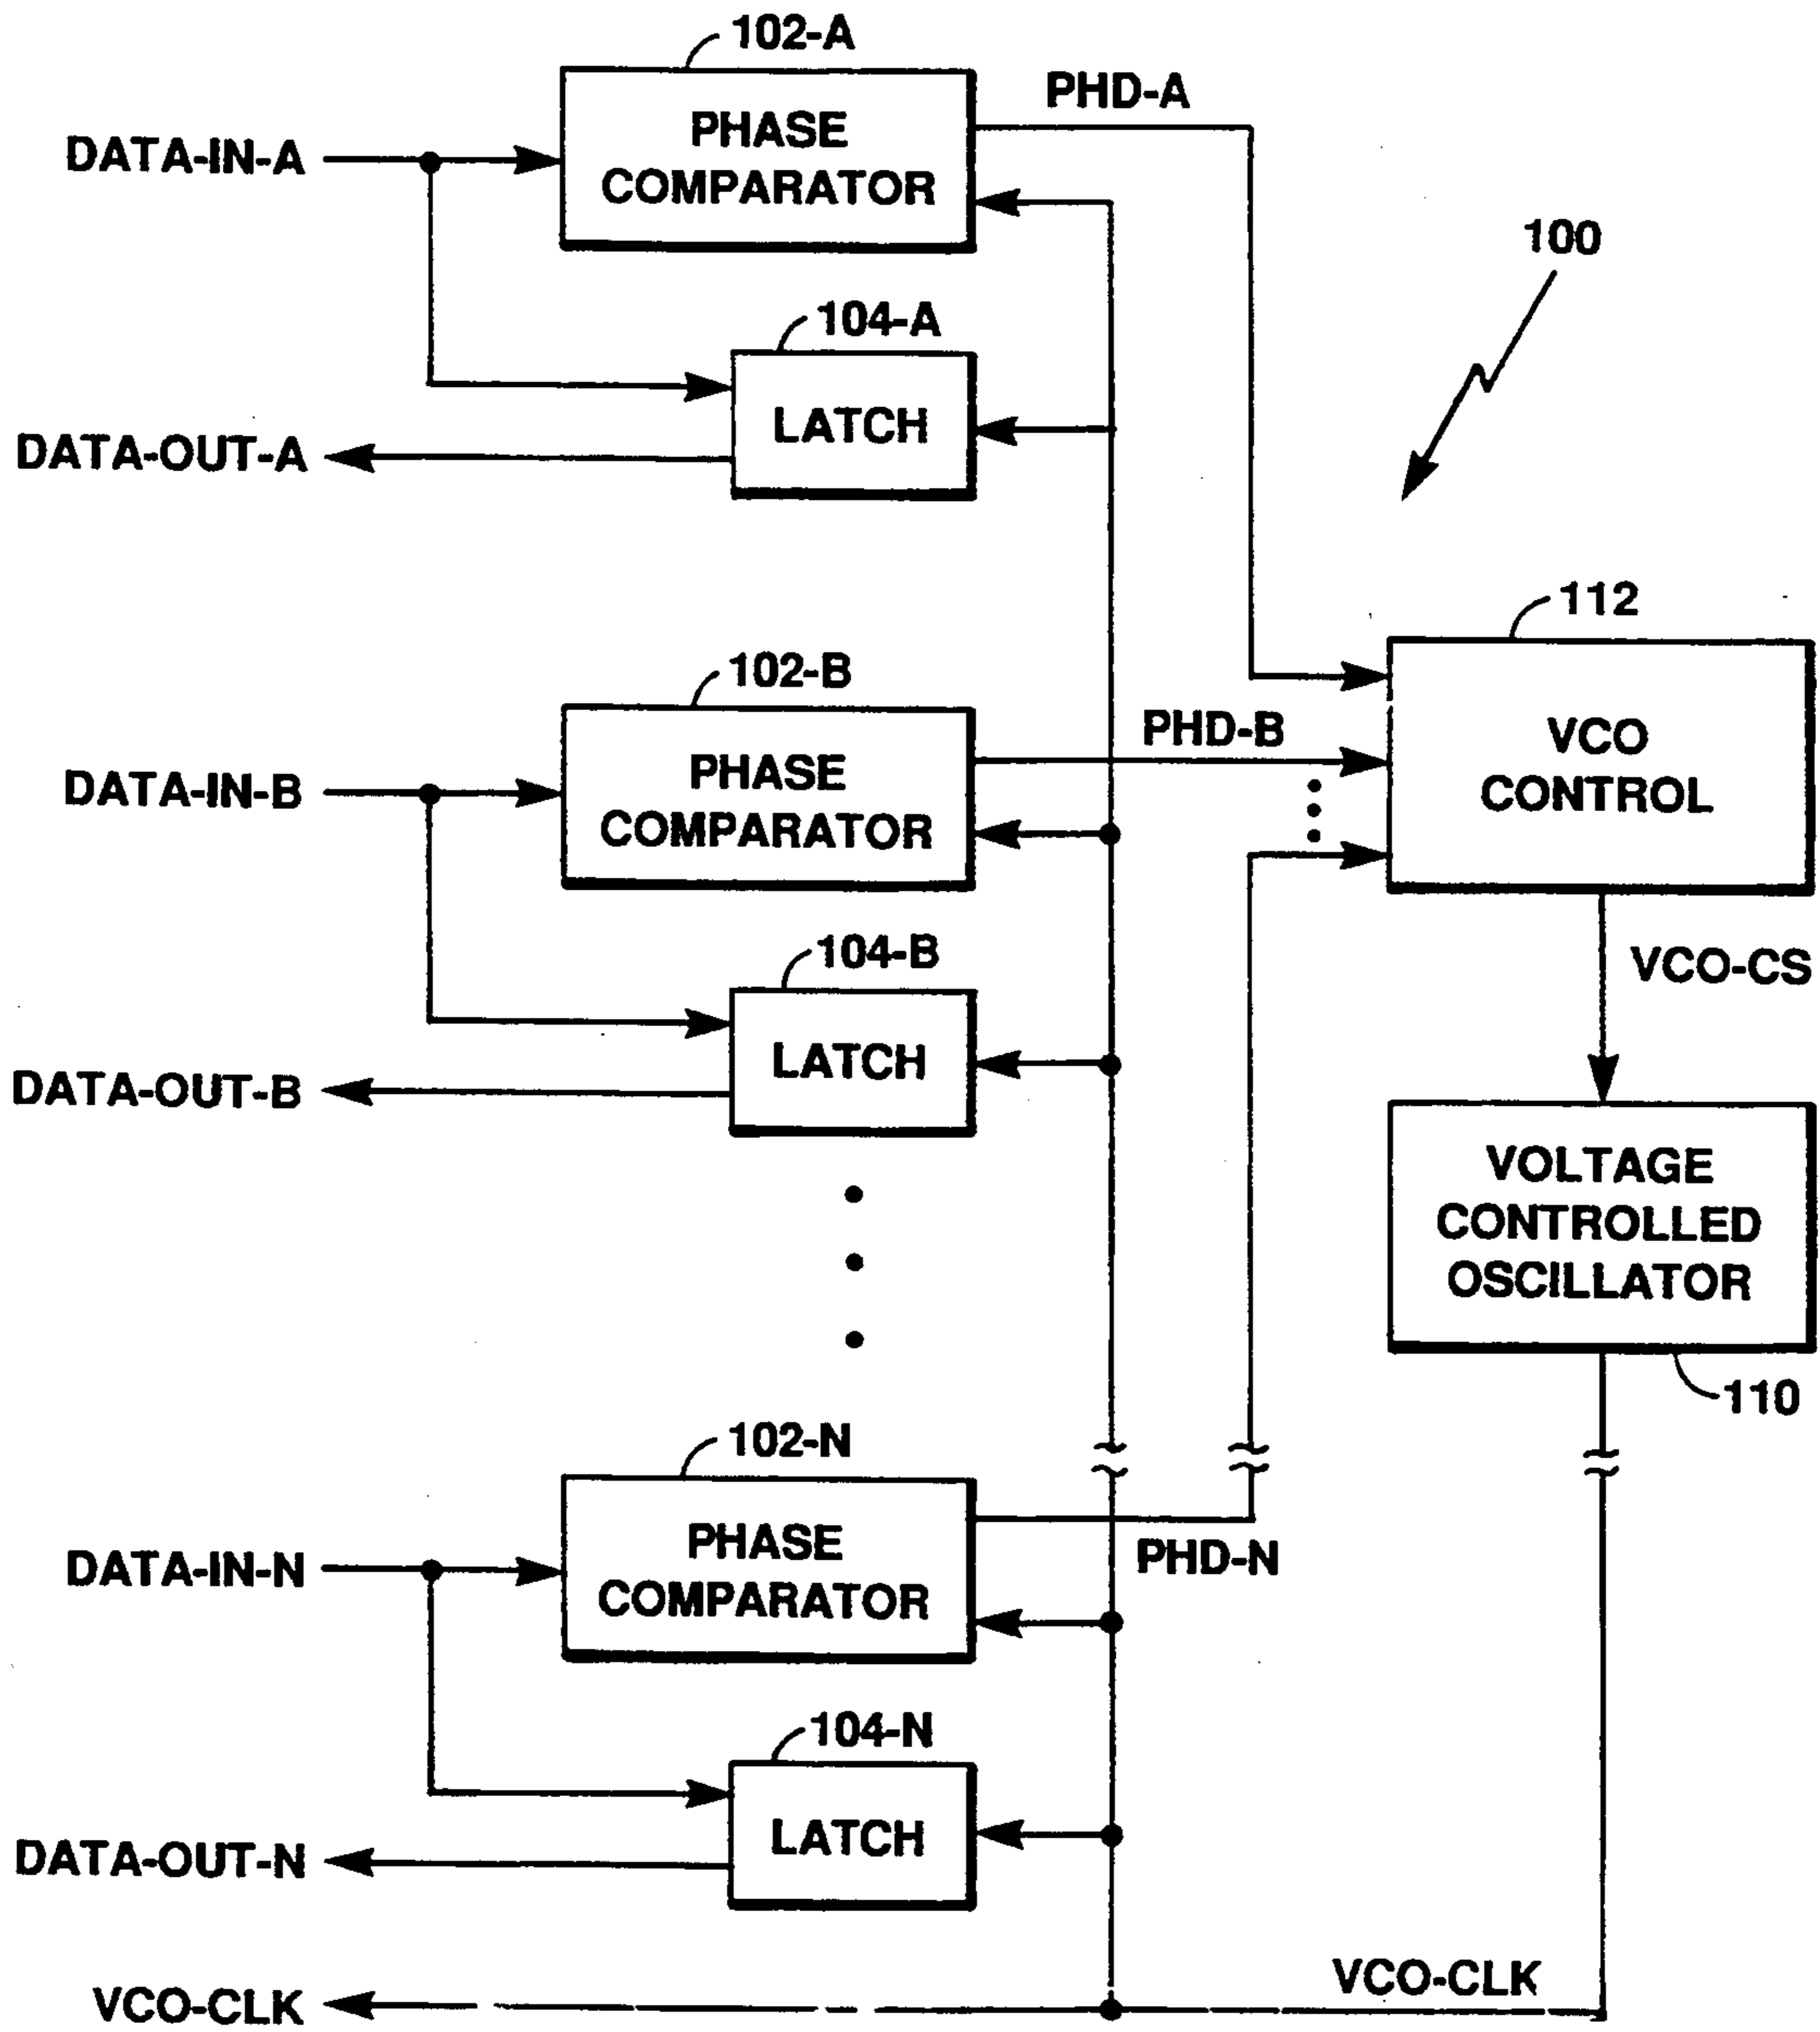 102-A
PHD-A
PHASE
COMPARATOR
DATA-IN-A
100
104-A
LATCH
DATA-OUT-A
112
102-B
PHD-B
VCO
CONTROL
PHASE
COMPARATOR
DATA-IN-B
104-B
VCO-CS
LATCH
DATA-OUT-B
VOLTAGE
CONTROLLED
OSCILLATOR
110
102-N
PHASE
COMPARATOR
DATA-IN-N
PHD-N
104-N
LATCH
DATA-OUT-N
VCO-CLK
VCO-CLK